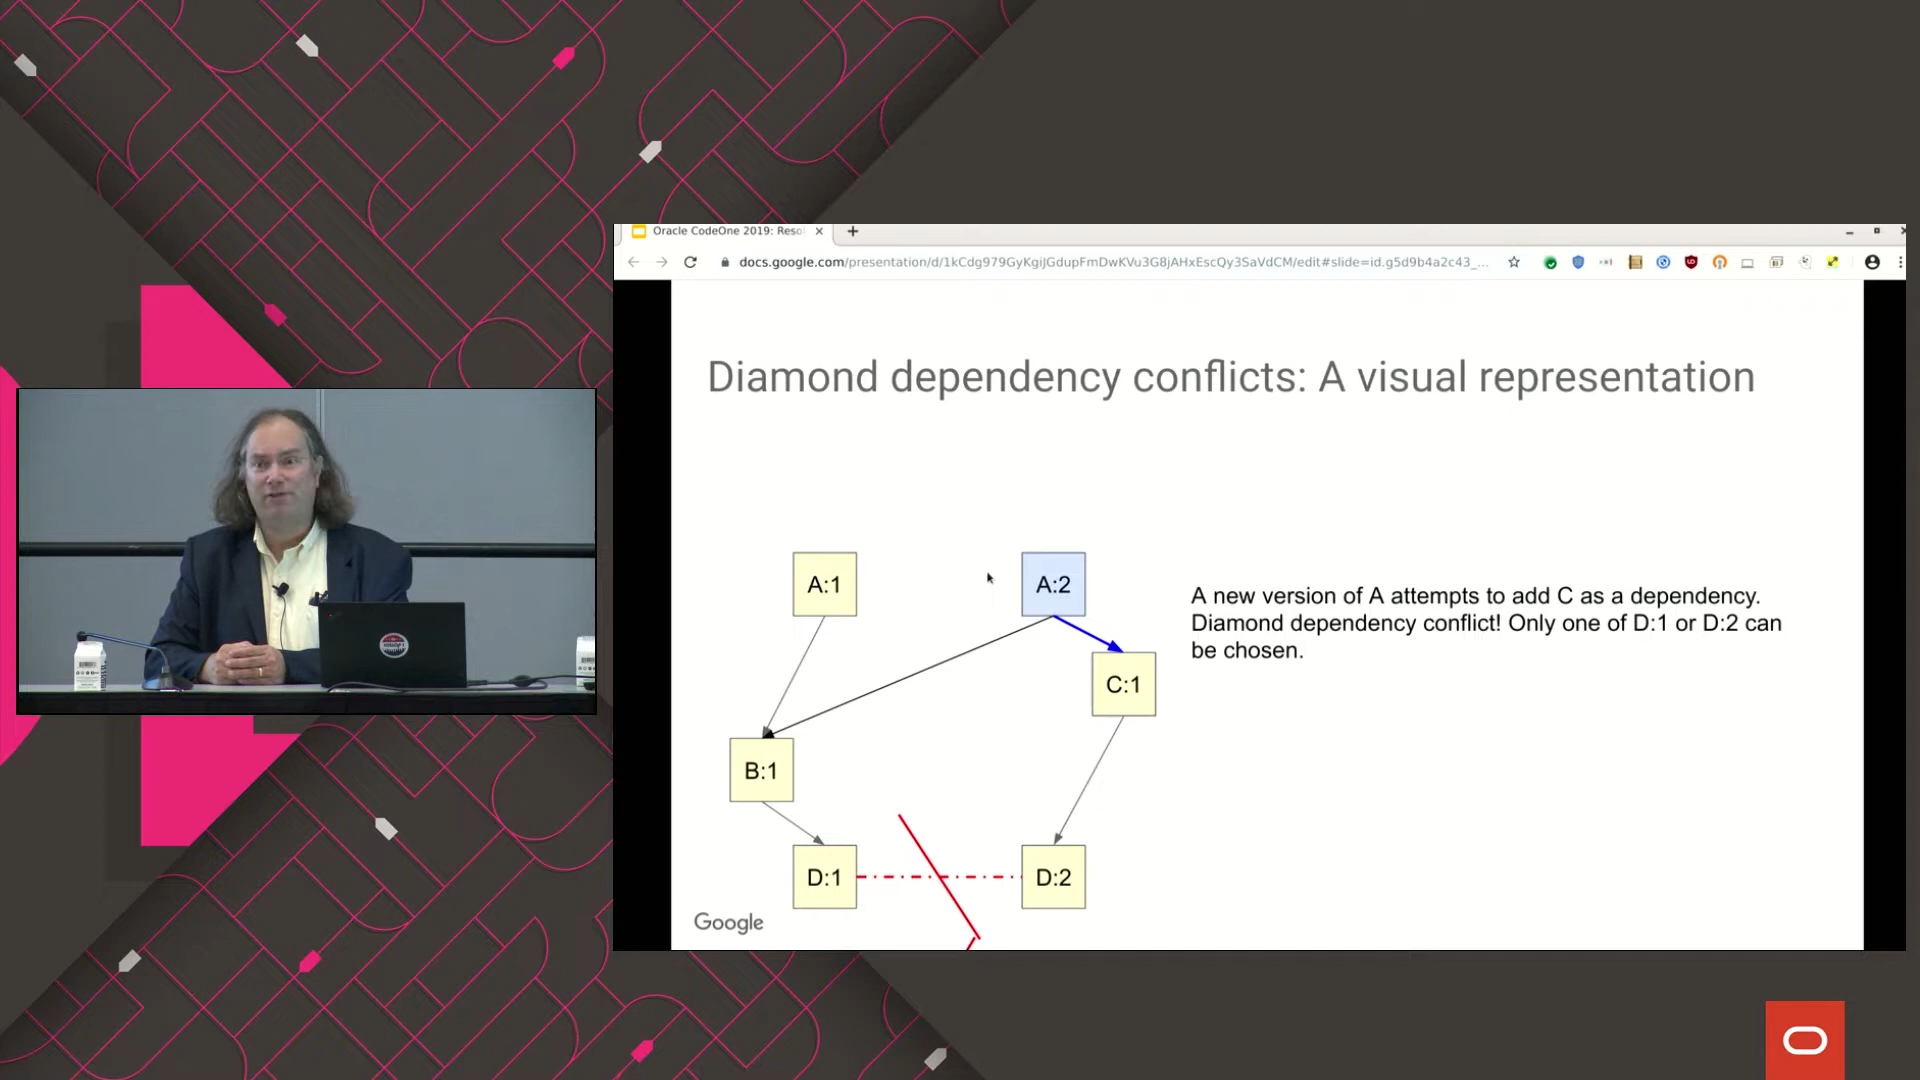 Oracle CodeOne 2019: Reso
docs.google.com/presentation/d/1kCdg979GyKgiJGdupFmDwKVu3G8jAHxEscQy3SaVdCM/edit#slide=id.g5d9b4a2c43_...
Diamond dependency conflicts: A visual representation
A:1
A:2
A new version of A attempts to add C as a dependency.
Diamond dependency conflict! Only one of D:1 or D:2 can
be chosen.
C:1
B:1
D:1
D:2
Google